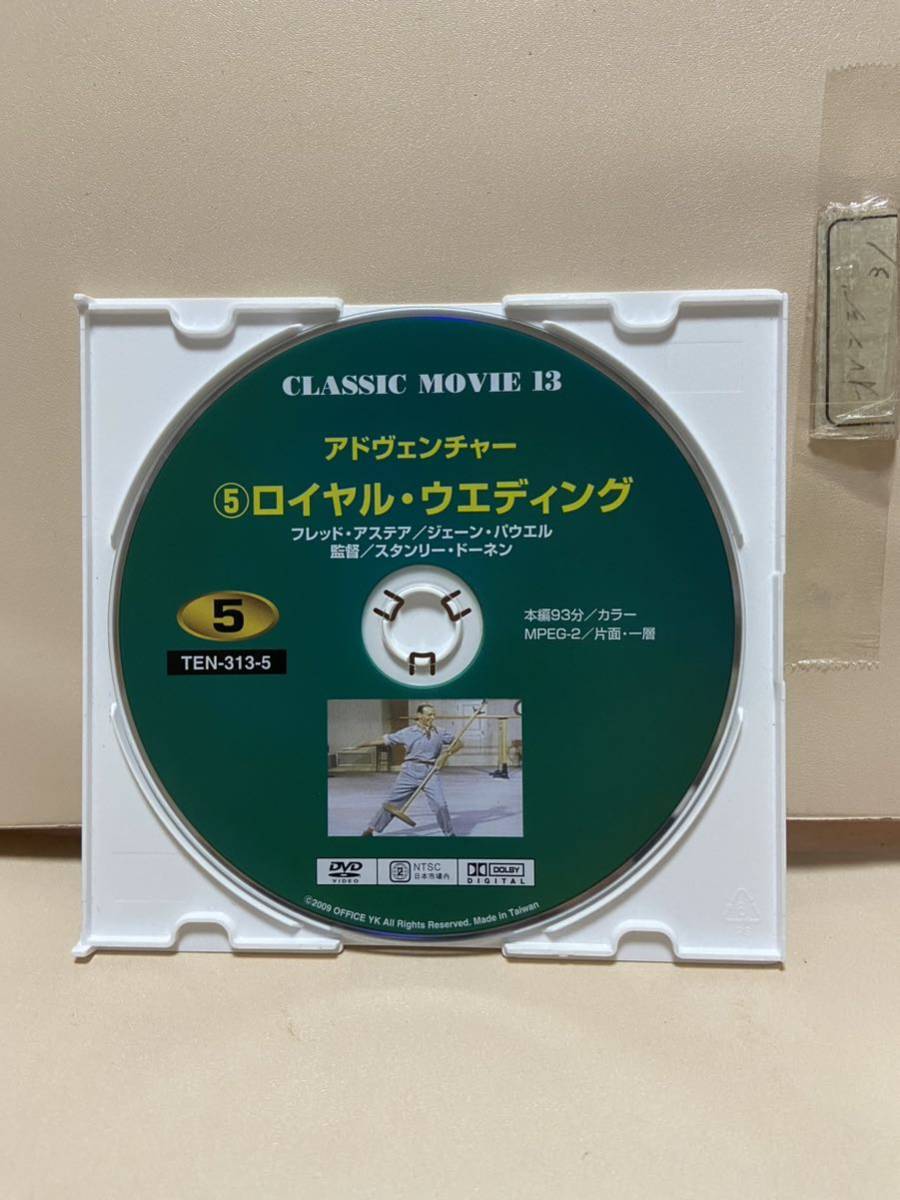 CLASSIC MOVIE 13
アドヴェンチャー
⑤ロイヤル・ウエディング
フレッド・アステア/ジェーン・パウエル
監督/スタンリー・ドーネン
5
TEN-313-5
本編93分/カラー
MPEG-2/片面・一層
DVD VIDEO
2 NTSC 日本市場内
DOLBY DIGITAL
©2009 OFFICE YK All Rights Reserved. Made in Taiwan